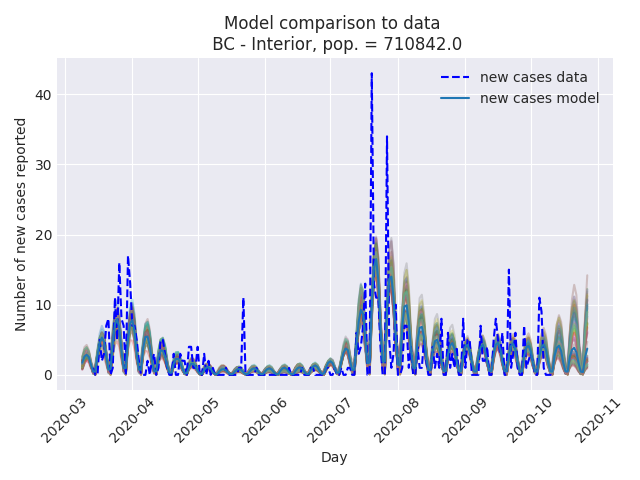 Model comparison to data
BC - Interior, pop. = 710842.0
new cases data
new cases model
Number of new cases reported
40
30
20
10
0
2020-03
2020-04
2020-05
2020-06
2020-07
2020-08
2020-09
2020-10
2020-11
Day